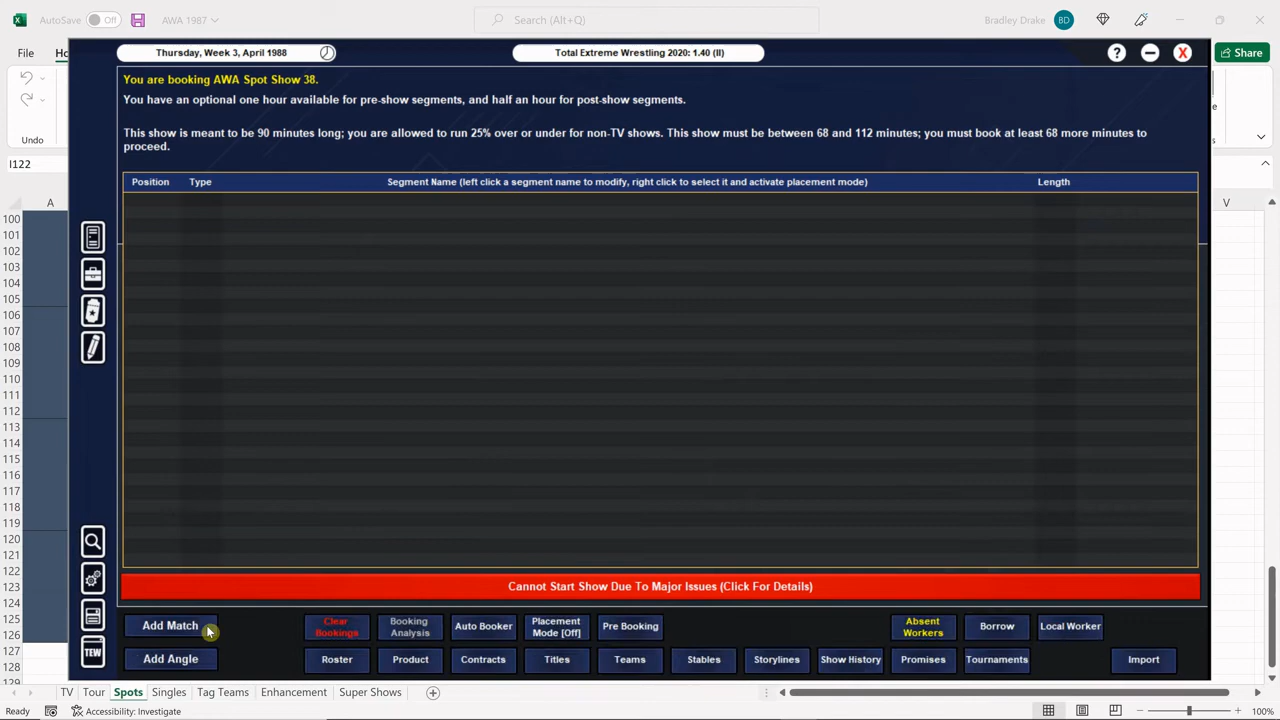 AutoSave Off AWA 1987 Search (Alt+Q) Bradley Drake BD
File Ho Share
Thursday, Week 3, April 1988 Total Extreme Wrestling 2020: 1.40 (II) ? X
You are booking AWA Spot Show 38.
You have an optional one hour available for pre-show segments, and half an hour for post-show segments.
This show is meant to be 90 minutes long; you are allowed to run 25% over or under for non-TV shows. This show must be between 68 and 112 minutes; you must book at least 68 more minutes to
proceed.
Undo
I122
Position Type Segment Name (left click a segment name to modify, right click to select it and activate placement mode) Length
A V
100
101
102
103
104
105
106
107
108
109
110
111
112
113
114
115
116
117
118
119
120
121
122
123
124
125
126
127
128
Cannot Start Show Due To Major Issues (Click For Details)
Add Match Clear Bookings Booking Analysis Auto Booker Placement Mode [Off] Pre Booking Absent Workers Borrow Local Worker
TEW
Add Angle Roster Product Contracts Titles Teams Stables Storylines Show History Promises Tournaments Import
TV Tour Spots Singles Tag Teams Enhancement Super Shows
Ready Accessibility: Investigate 100%